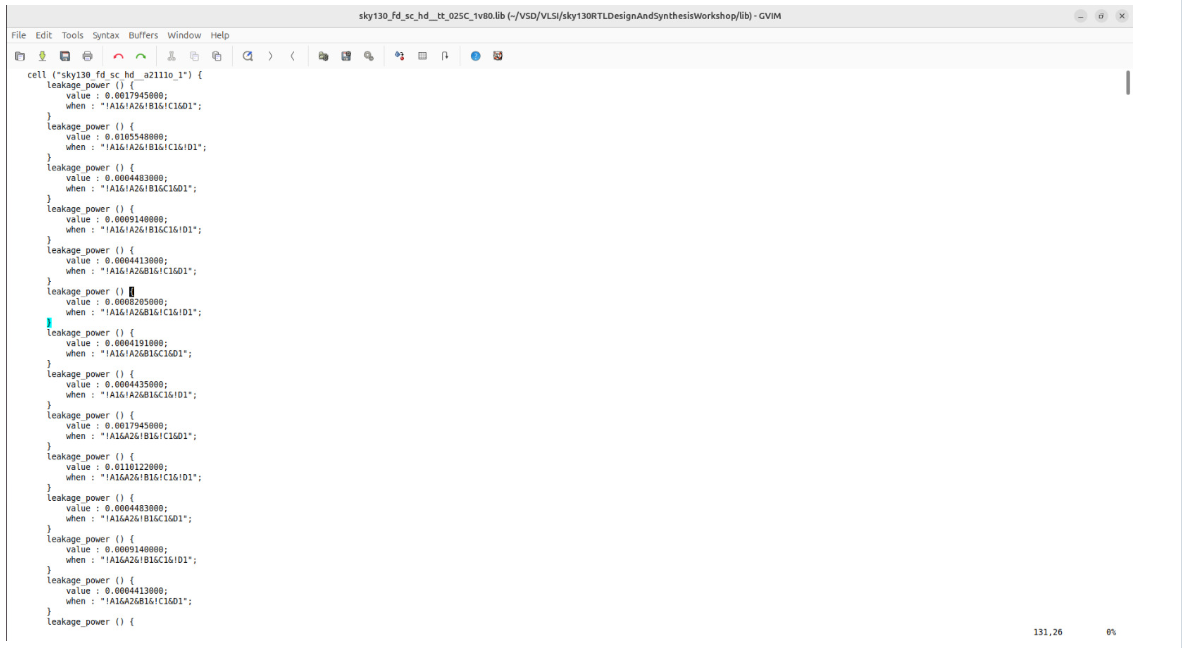 sky130_fd_sc_hd__tt_025C_1v80.lib (~/VSD/VLSI/sky130RTLDesignAndSynthesisWorkshop/lib) - GVIM
File Edit Tools Syntax Buffers Window Help
cell ("sky130_fd_sc_hd__a2111o_1") {
leakage_power () {
value : 0.0017945000;
when : "!A1&!A2&!B1&!C1&D1";
}
leakage_power () {
value : 0.0105548000;
when : "!A1&!A2&!B1&!C1&!D1";
}
leakage_power () {
value : 0.0004483000;
when : "!A1&!A2&!B1&C1&D1";
}
leakage_power () {
value : 0.0009140000;
when : "!A1&!A2&!B1&C1&!D1";
}
leakage_power () {
value : 0.0004413000;
when : "!A1&!A2&B1&!C1&D1";
}
leakage_power () {
value : 0.0008205000;
when : "!A1&!A2&B1&!C1&!D1";
}
leakage_power () {
value : 0.0004191000;
when : "!A1&!A2&B1&C1&D1";
}
leakage_power () {
value : 0.0004435000;
when : "!A1&!A2&B1&C1&!D1";
}
leakage_power () {
value : 0.0017945000;
when : "!A1&A2&!B1&!C1&D1";
}
leakage_power () {
value : 0.0110122000;
when : "!A1&A2&!B1&!C1&!D1";
}
leakage_power () {
value : 0.0004483000;
when : "!A1&A2&!B1&C1&D1";
}
leakage_power () {
value : 0.0009140000;
when : "!A1&A2&!B1&C1&!D1";
}
leakage_power () {
value : 0.0004413000;
when : "!A1&A2&B1&!C1&D1";
}
leakage_power () {
131,26 0%